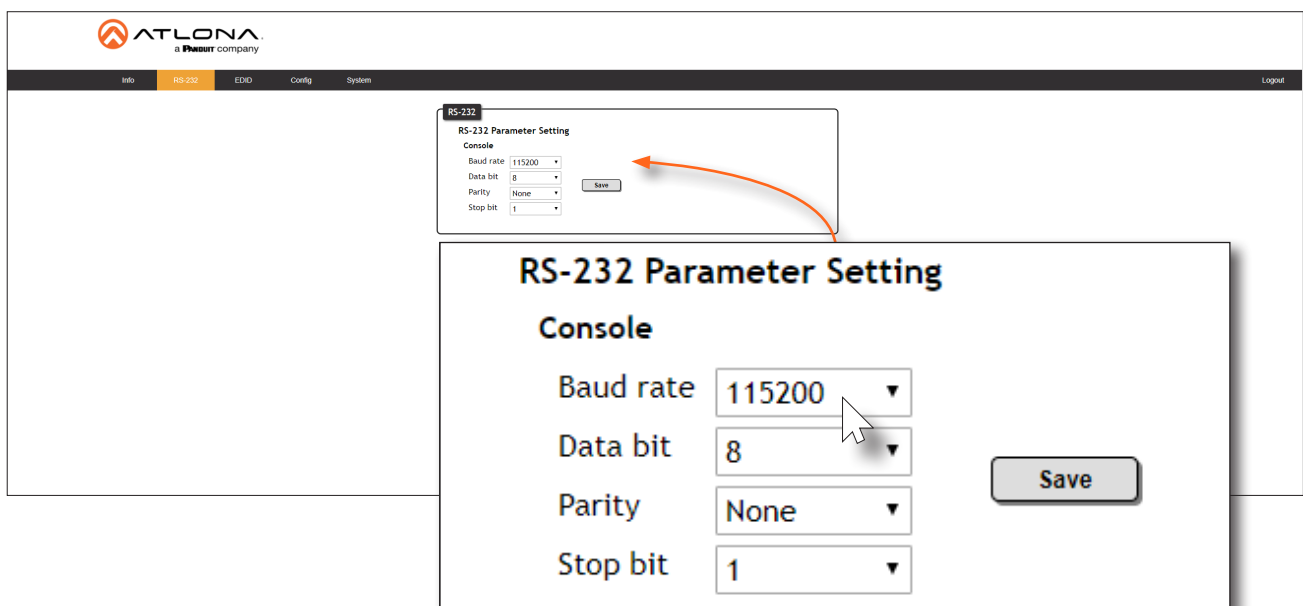 ATLONA.
a PANDUIT company
Info RS-232 EDID Config System Logout
RS-232
RS-232 Parameter Setting
Console
Baud rate 115200
Data bit 8
Save
Parity None
Stop bit 1
RS-232 Parameter Setting
Console
Baud rate 115200
Data bit 8
Save
Parity None
Stop bit 1